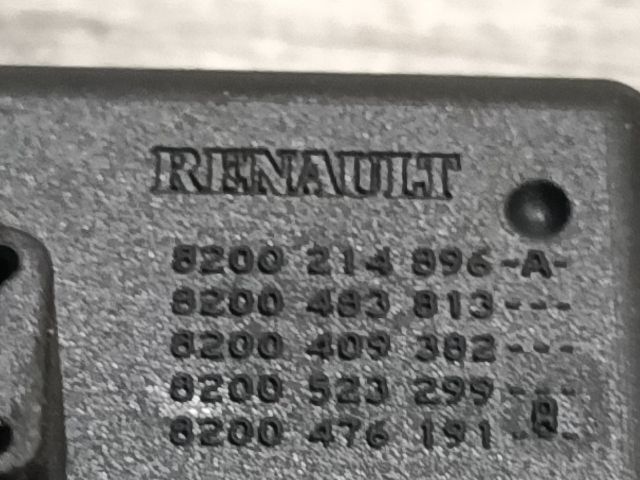 RENAULT
8200 214 896-A-
8200 483 813---
8200 409 382---
8200 523 299---
8200 476 191-B-